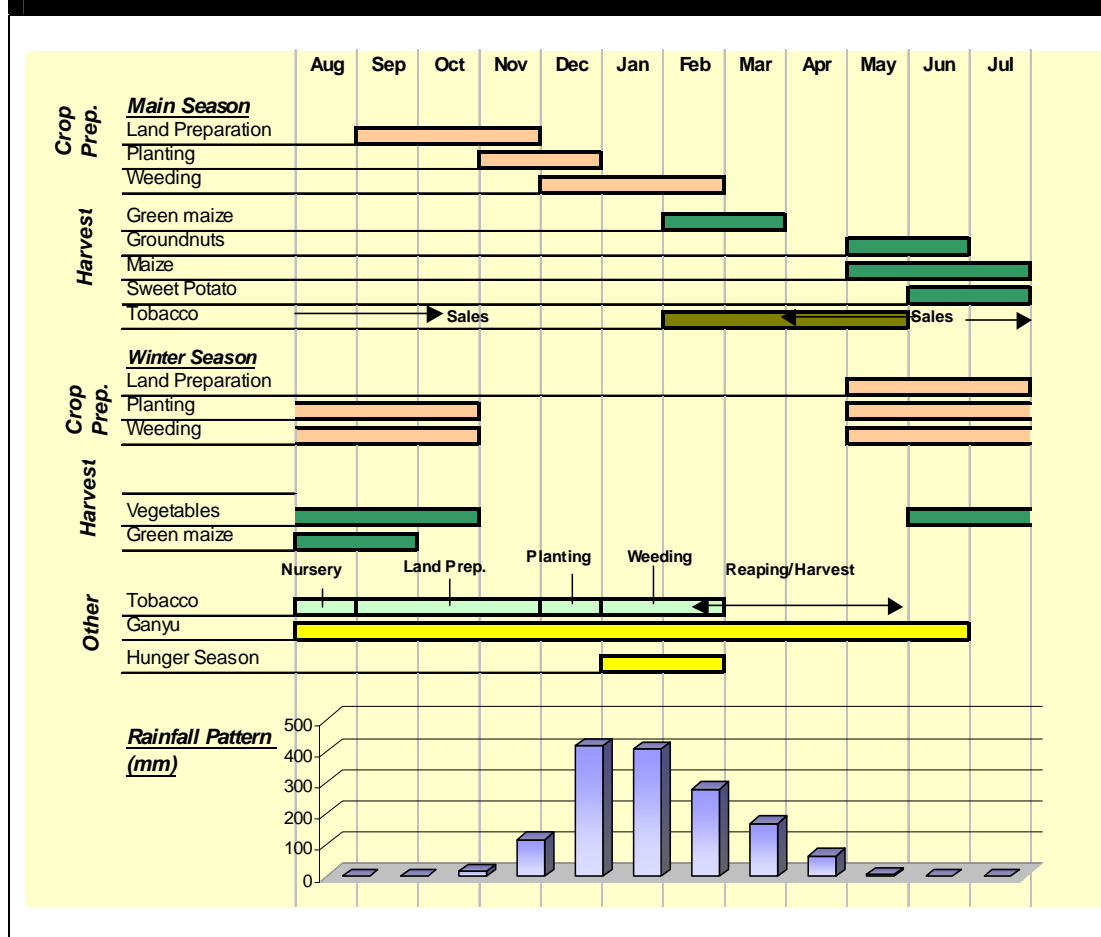 Aug Sep Oct Nov Dec Jan Feb Mar Apr May Jun Jul
Crop
Prep.
Main Season
Land Preparation
Planting
Weeding
Harvest
Green maize
Groundnuts
Maize
Sweet Potato
Tobacco Sales Sales
Winter Season
Crop
Prep.
Land Preparation
Planting
Weeding
Harvest
Vegetables
Green maize
Nursery Land Prep. Planting Weeding Reaping/Harvest
Other
Tobacco
Ganyu
Hunger Season
Rainfall Pattern
(mm)
500
400
300
200
100
0